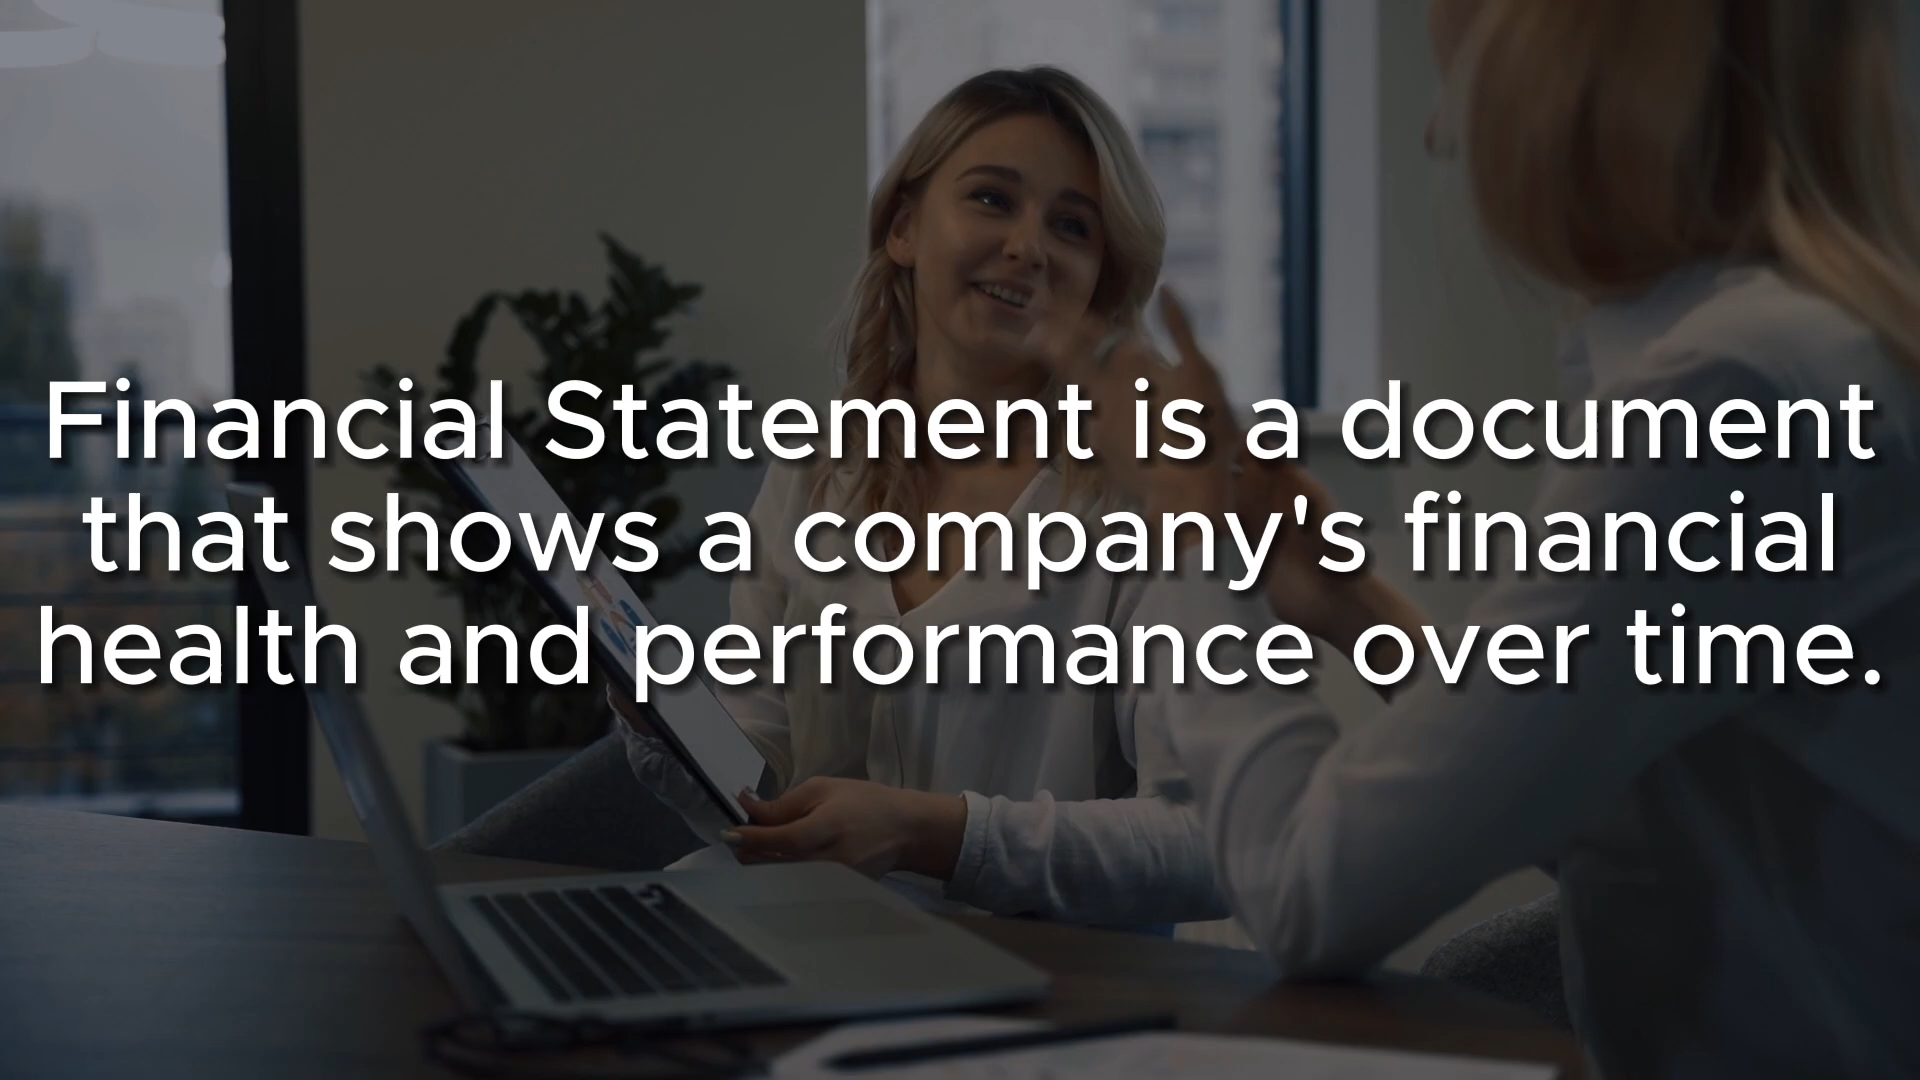 Financial Statement is a document
that shows a company's financial
health and performance over time.